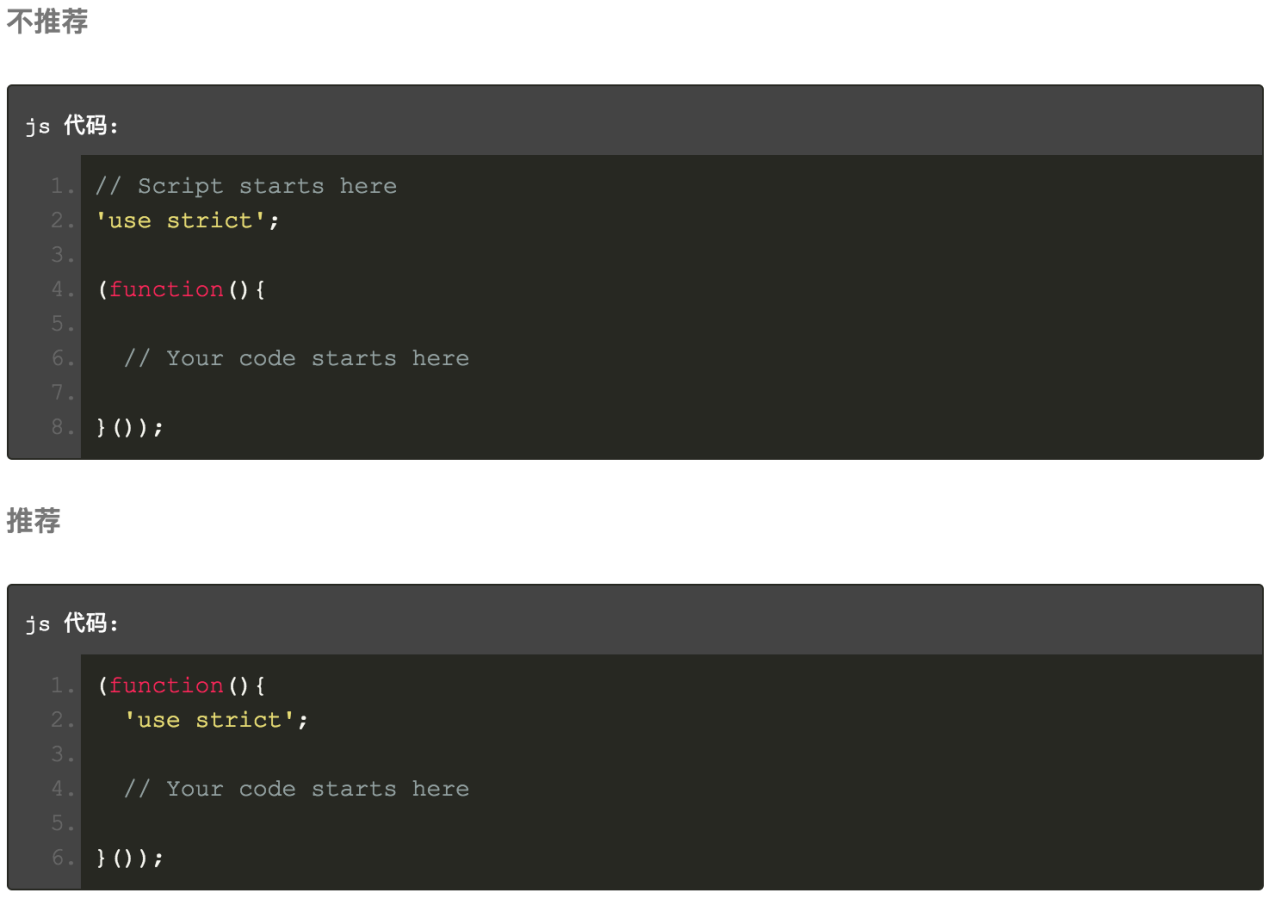 不推荐
js 代码:
1. // Script starts here
2. 'use strict';
3.
4. (function(){
5.
6.   // Your code starts here
7.
8. }());
推荐
js 代码:
1. (function(){
2.   'use strict';
3.
4.   // Your code starts here
5.
6. }());